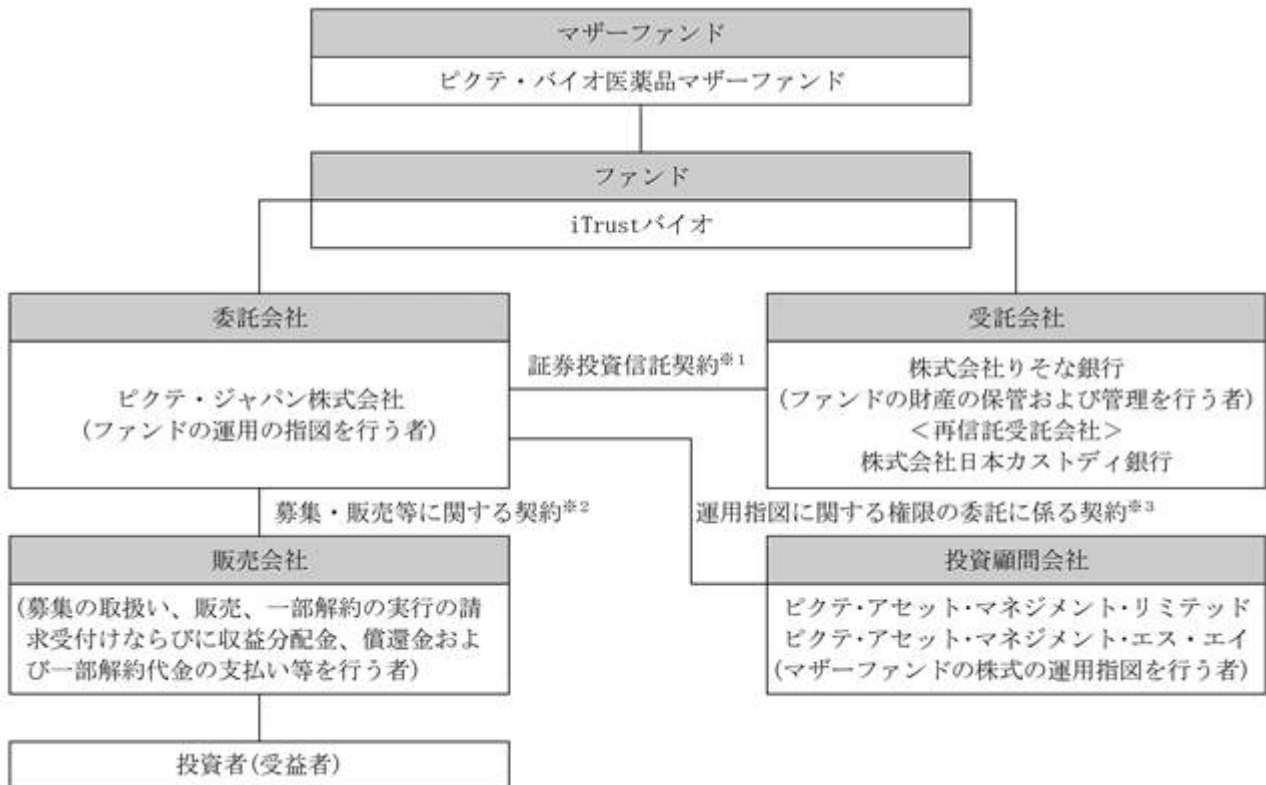 マザーファンド
ピクテ・バイオ医薬品マザーファンド
ファンド
iTrustバイオ
委託会社
ピクテ・ジャパン株式会社
(ファンドの運用の指図を行う者)
証券投資信託契約※1
受託会社
株式会社りそな銀行
(ファンドの財産の保管および管理を行う者)
＜再信託受託会社＞
株式会社日本カストディ銀行
募集・販売等に関する契約※2
運用指図に関する権限の委託に係る契約※3
販売会社
(募集の取扱い、販売、一部解約の実行の請
求受付けならびに収益分配金、償還金およ
び一部解約代金の支払い等を行う者)
投資顧問会社
ピクテ・アセット・マネジメント・リミテッド
ピクテ・アセット・マネジメント・エス・エイ
(マザーファンドの株式の運用指図を行う者)
投資者(受益者)